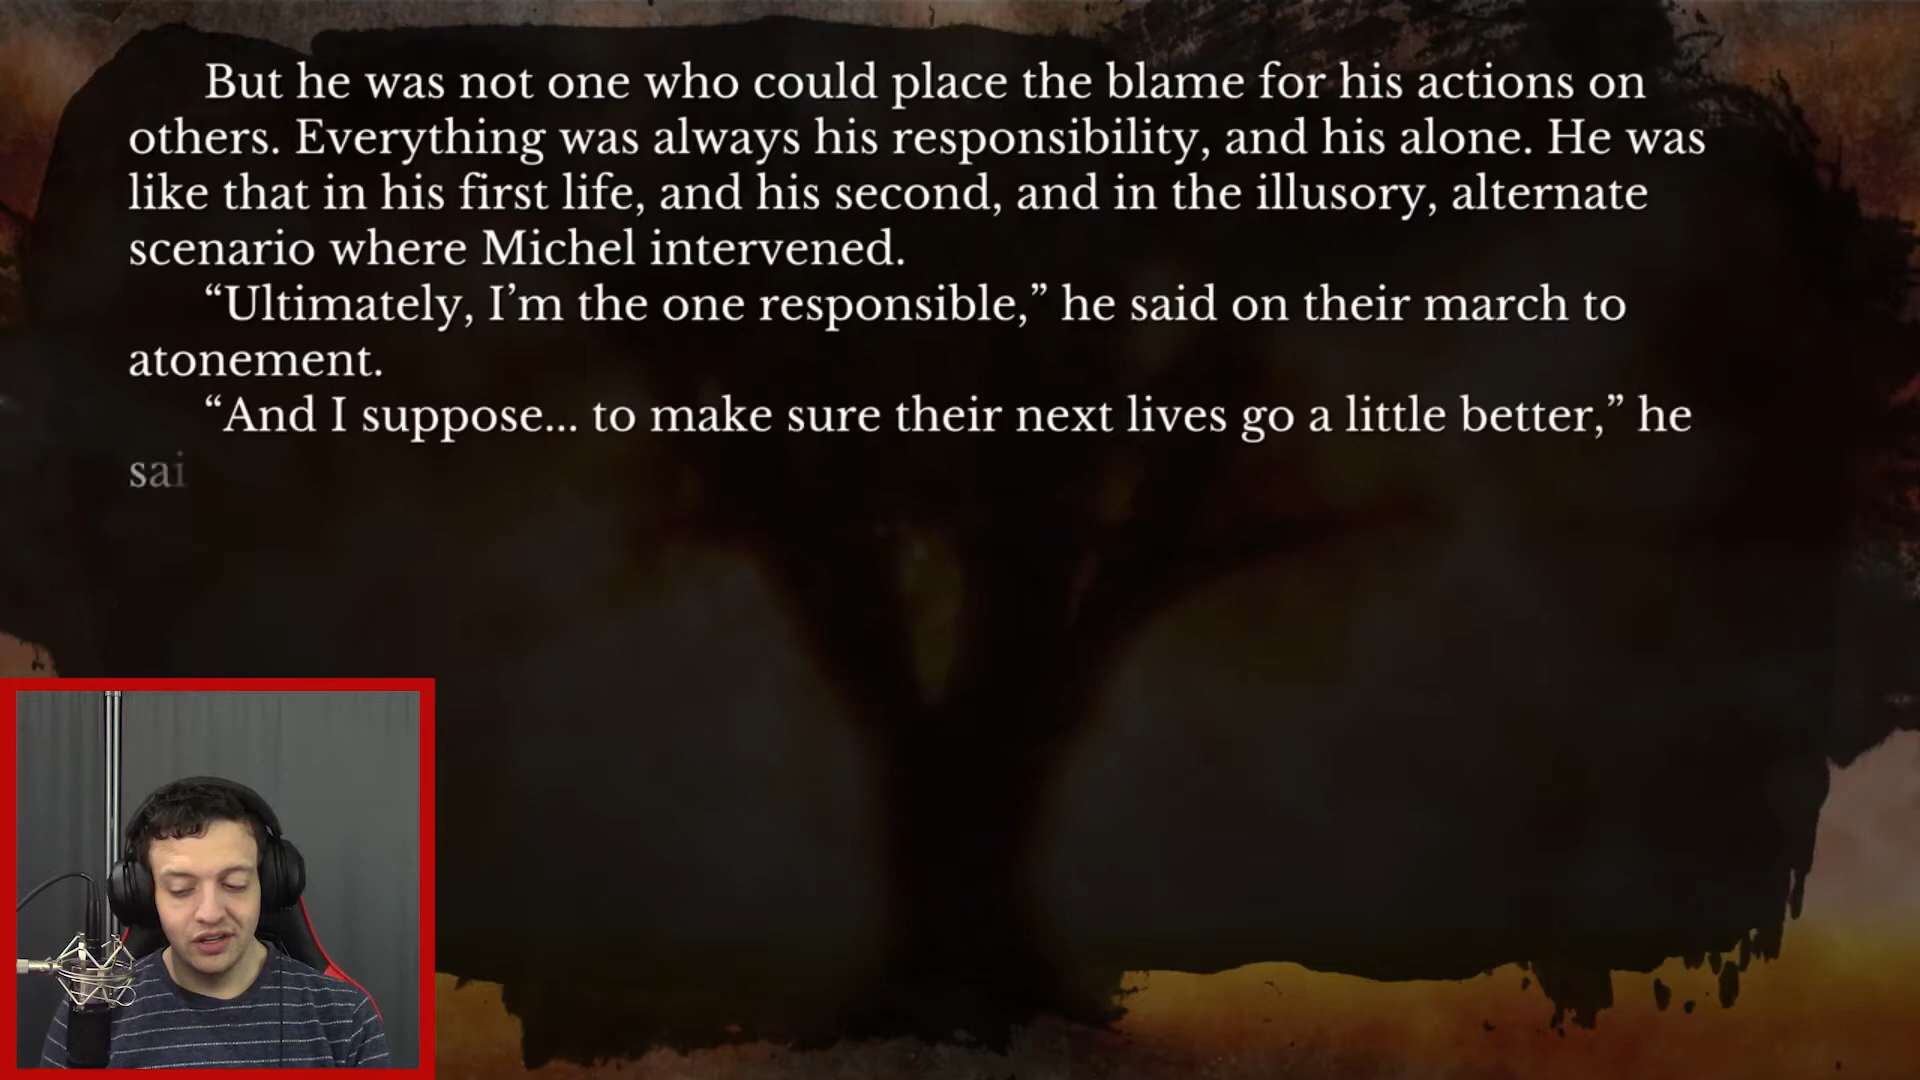 But he was not one who could place the blame for his actions on
others. Everything was always his responsibility, and his alone. He was
like that in his first life, and his second, and in the illusory, alternate
scenario where Michel intervened.
“Ultimately, I’m the one responsible,” he said on their march to
atonement.
“And I suppose... to make sure their next lives go a little better,” he
sai